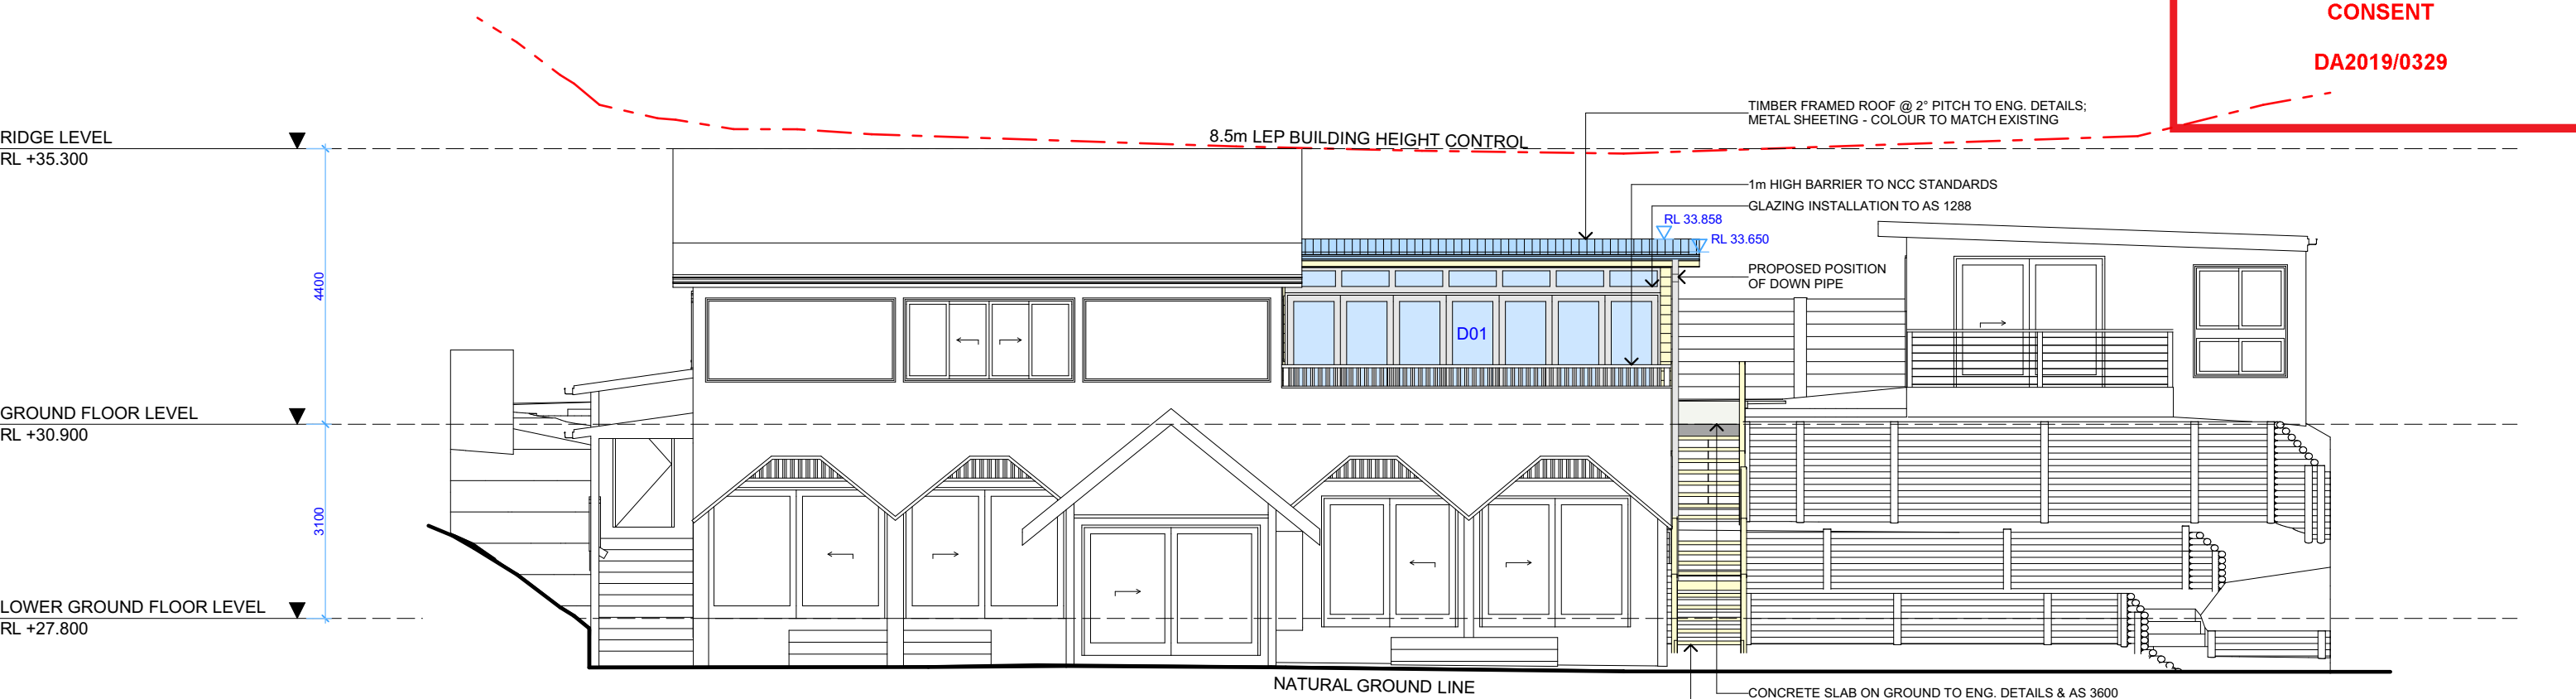 CONSENT
DA2019/0329
TIMBER FRAMED ROOF @ 2° PITCH TO ENG. DETAILS;
METAL SHEETING - COLOUR TO MATCH EXISTING
RIDGE LEVEL
RL +35.300
8.5m LEP BUILDING HEIGHT CONTROL
1m HIGH BARRIER TO NCC STANDARDS
GLAZING INSTALLATION TO AS 1288
RL 33.858
RL 33.650
PROPOSED POSITION
OF DOWN PIPE
4400
D01
GROUND FLOOR LEVEL
RL +30.900
3100
LOWER GROUND FLOOR LEVEL
RL +27.800
NATURAL GROUND LINE
CONCRETE SLAB ON GROUND TO ENG. DETAILS & AS 3600